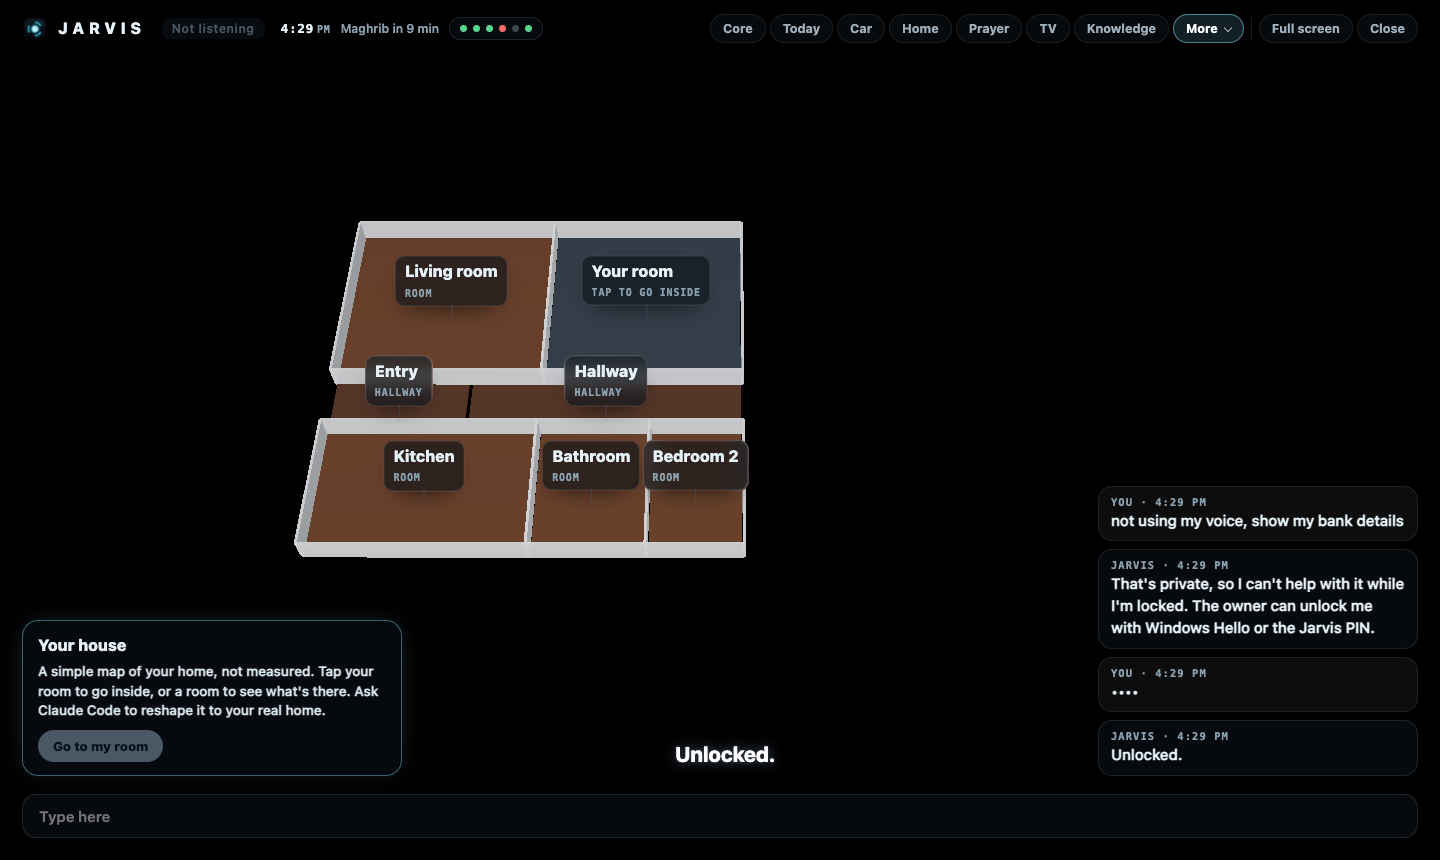 JARVIS
Not listening
4:29 PM
Maghrib in 9 min
Core
Today
Car
Home
Prayer
TV
Knowledge
More
Full screen
Close
Living room
ROOM
Your room
TAP TO GO INSIDE
Entry
HALLWAY
Hallway
HALLWAY
Kitchen
ROOM
Bathroom
ROOM
Bedroom 2
ROOM
YOU · 4:29 PM
not using my voice, show my bank details
JARVIS · 4:29 PM
That's private, so I can't help with it while
I'm locked. The owner can unlock me
with Windows Hello or the Jarvis PIN.
YOU · 4:29 PM
••••
JARVIS · 4:29 PM
Unlocked.
Your house
A simple map of your home, not measured. Tap your
room to go inside, or a room to see what's there. Ask
Claude Code to reshape it to your real home.
Go to my room
Unlocked.
Type here